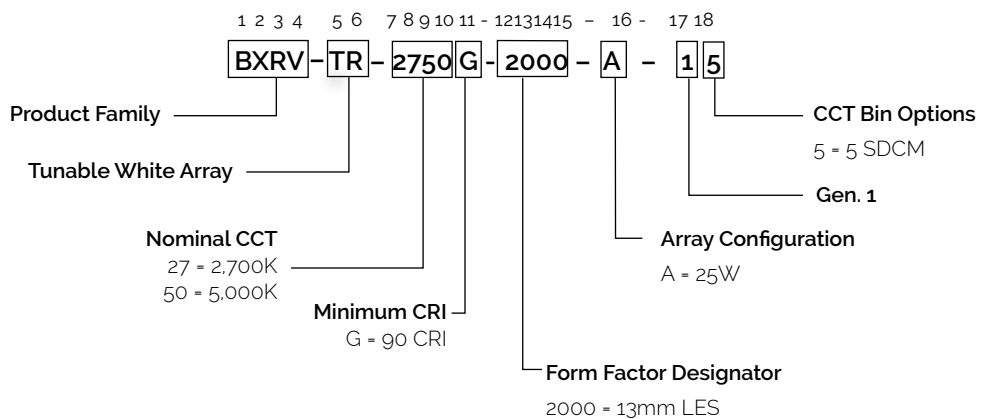 1 2 3 4 5 6 7 8 9 10 11 - 12131415 – 16 - 17 18
BXRV – TR – 2750 G - 2000 – A – 1 5
Product Family
CCT Bin Options
5 = 5 SDCM
Tunable White Array
Gen. 1
Nominal CCT
27 = 2,700K
50 = 5,000K
Array Configuration
A = 25W
Minimum CRI
G = 90 CRI
Form Factor Designator
2000 = 13mm LES